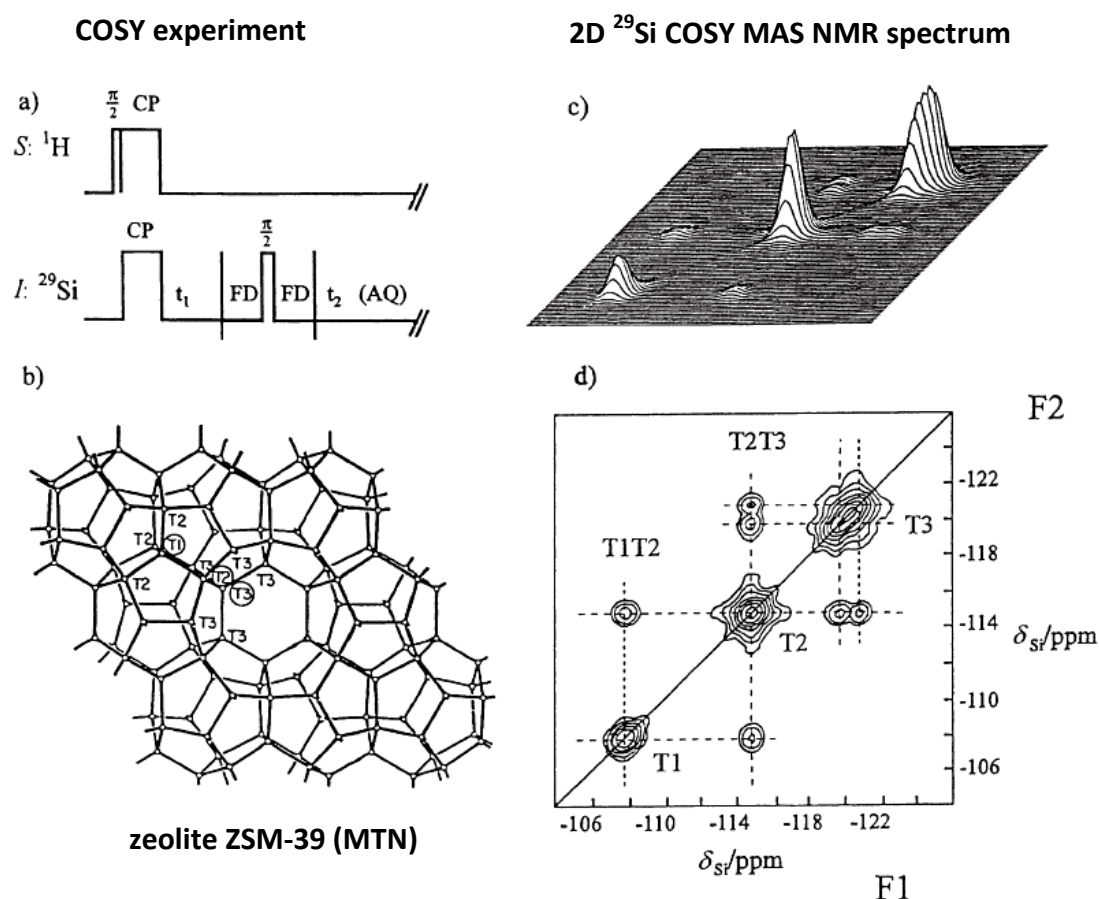 COSY experiment
2D ²⁹Si COSY MAS NMR spectrum
a)
π/2 CP
S: ¹H
CP π/2
I: ²⁹Si t₁ FD FD t₂ (AQ)
b)
T2
T2 T1
T2 T3 T2 T3 T3
T3
T3
T3
zeolite ZSM-39 (MTN)
c)
d)
F2
T2T3
-122
T3
T1T2
-118
-114
T2
δSi/ppm
-110
T1
-106
-106 -110 -114 -118 -122
δSi/ppm
F1